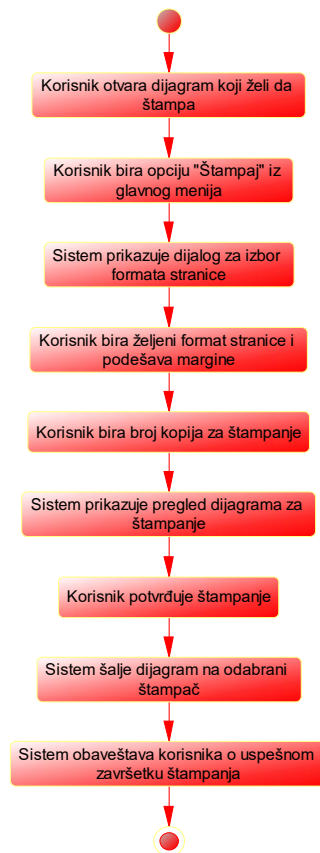 Korisnik otvara dijagram koji želi da
štampa
Korisnik bira opciju "Štampaj" iz
glavnog menija
Sistem prikazuje dijalog za izbor
formata stranice
Korisnik bira željeni format stranice i
podešava margine
Korisnik bira broj kopija za štampanje
Sistem prikazuje pregled dijagrama za
štampanje
Korisnik potvrđuje štampanje
Sistem šalje dijagram na odabrani
štampač
Sistem obaveštava korisnika o uspešnom
završetku štampanja